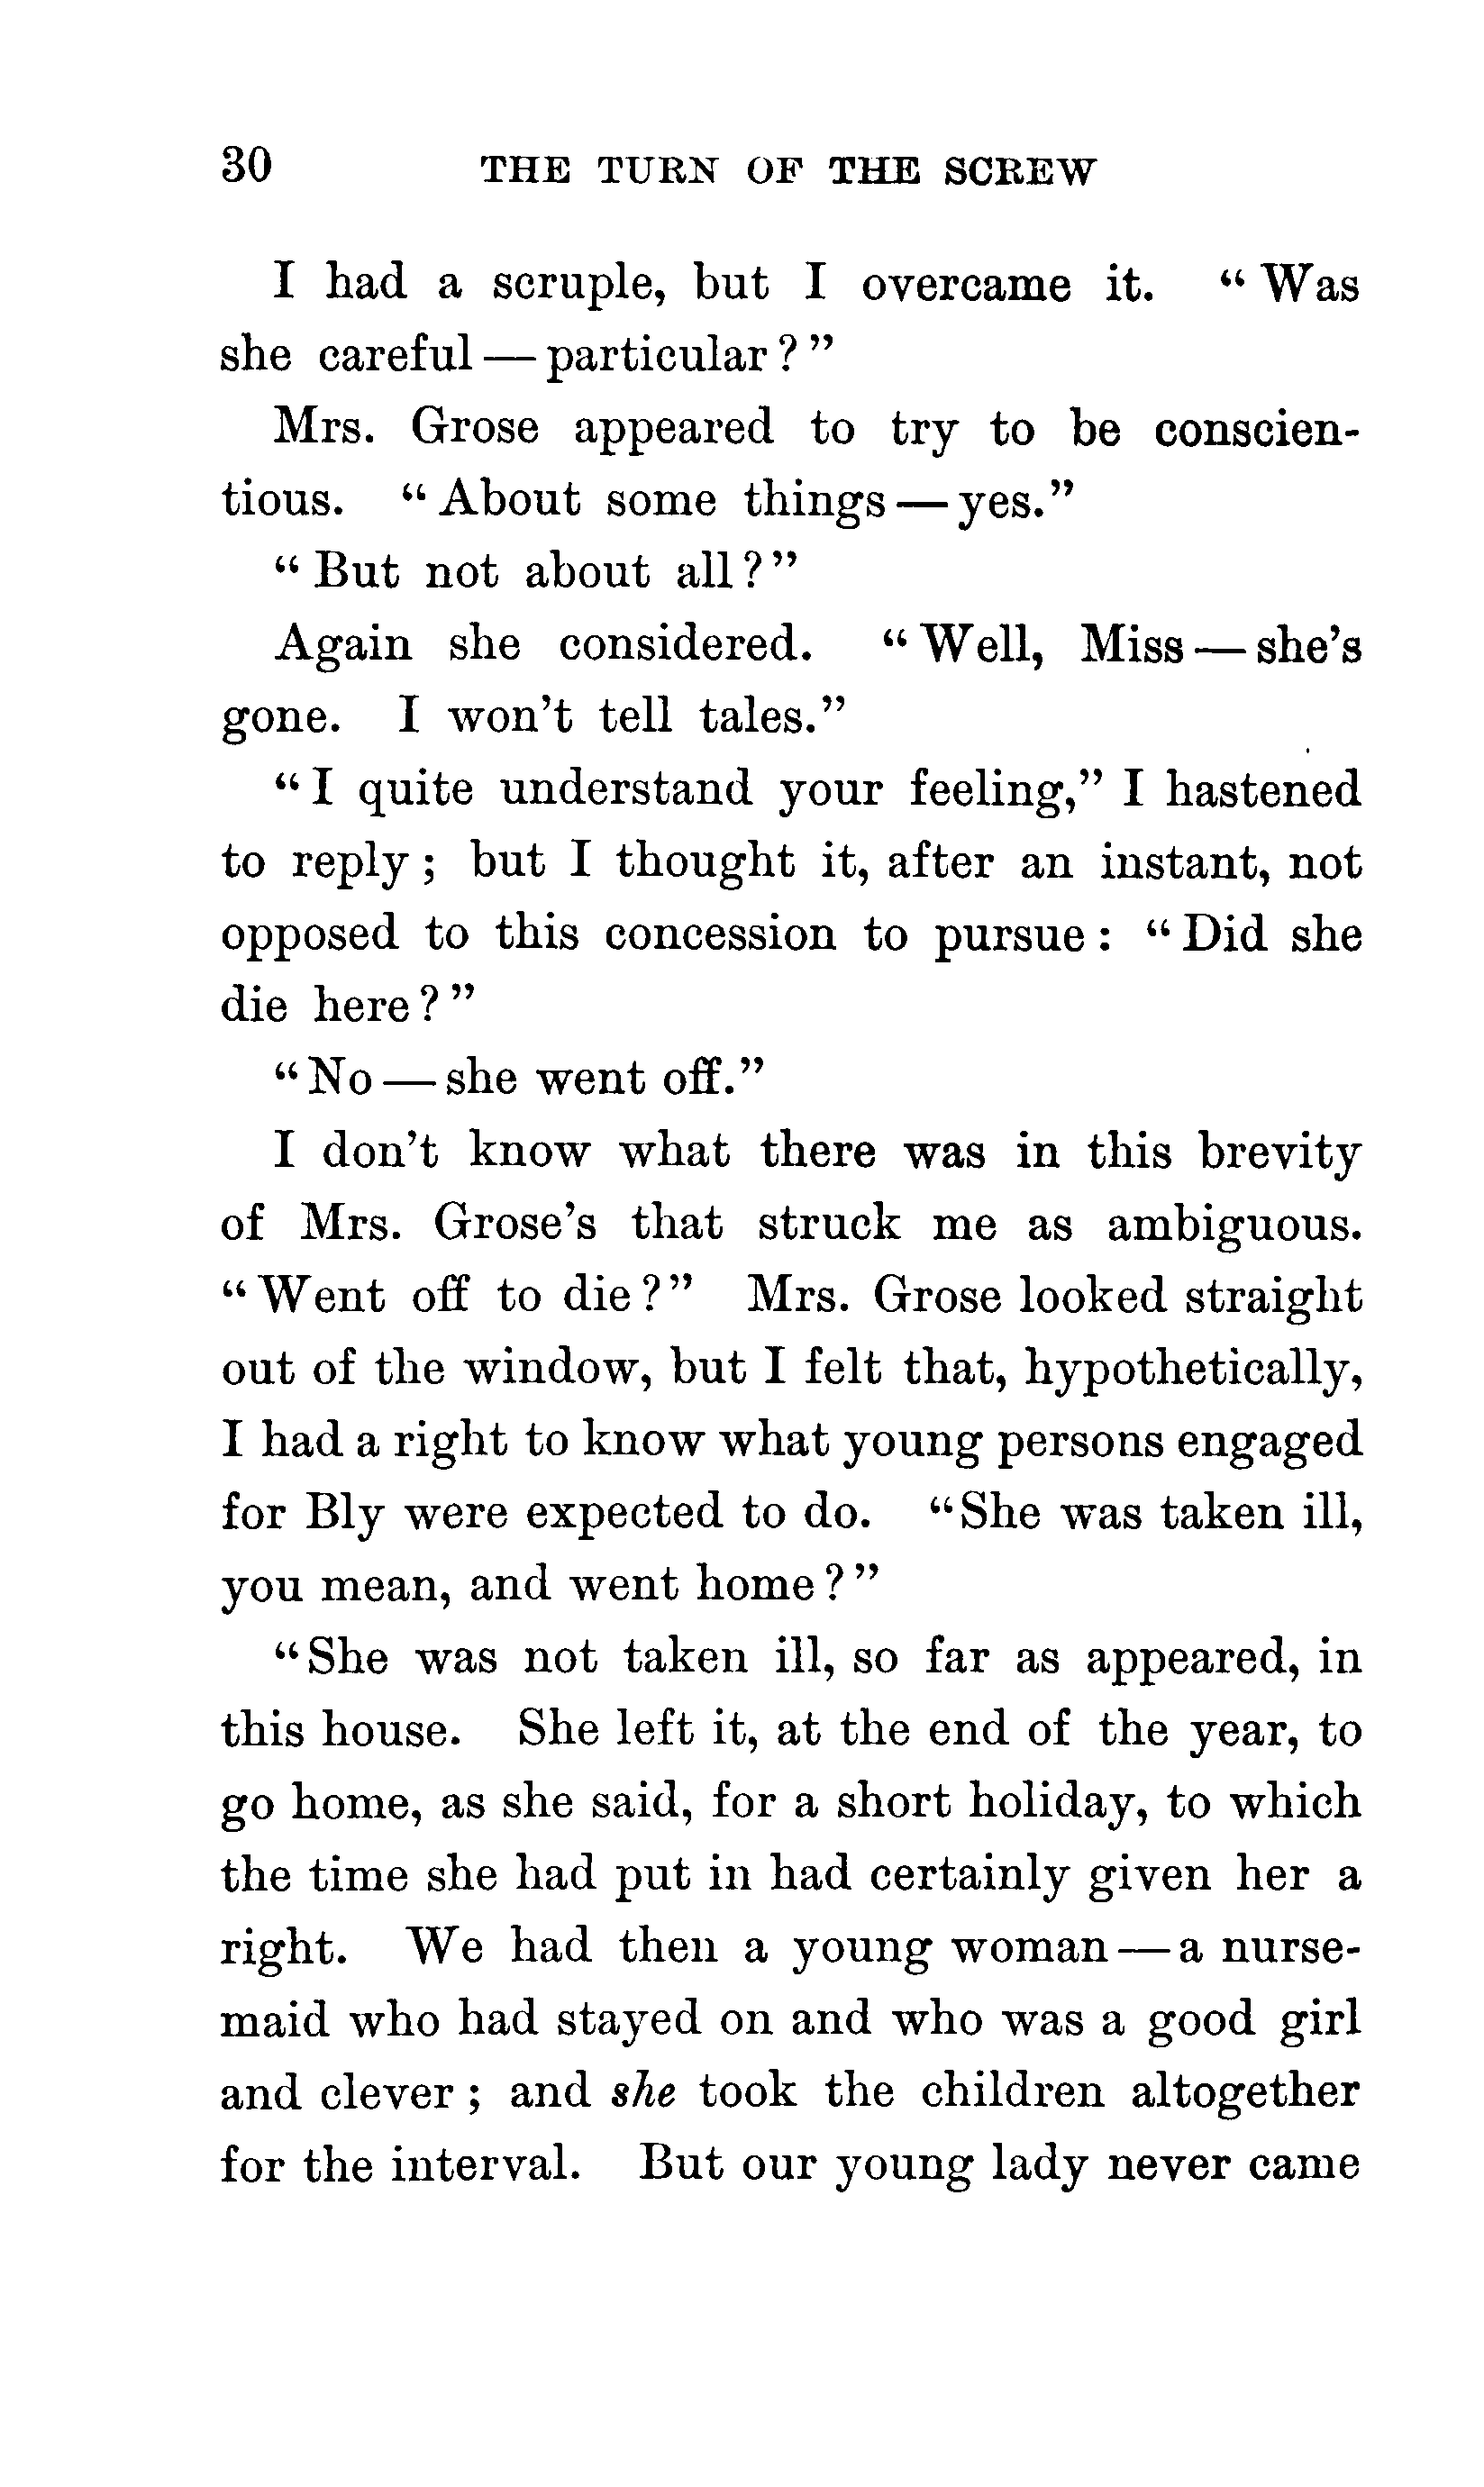 30 THE TURN OF THE SCREW
I had a scruple, but I overcame it. “Was
she careful — particular?”
Mrs. Grose appeared to try to be conscien-
tious. “About some things — yes.”
“But not about all?”
Again she considered. “Well, Miss — she’s
gone. I won’t tell tales.”
“I quite understand your feeling,” I hastened
to reply; but I thought it, after an instant, not
opposed to this concession to pursue: “Did she
die here?”
“No — she went off.”
I don’t know what there was in this brevity
of Mrs. Grose’s that struck me as ambiguous.
“Went off to die?” Mrs. Grose looked straight
out of the window, but I felt that, hypothetically,
I had a right to know what young persons engaged
for Bly were expected to do. “She was taken ill,
you mean, and went home?”
“She was not taken ill, so far as appeared, in
this house. She left it, at the end of the year, to
go home, as she said, for a short holiday, to which
the time she had put in had certainly given her a
right. We had then a young woman — a nurse-
maid who had stayed on and who was a good girl
and clever; and she took the children altogether
for the interval. But our young lady never came